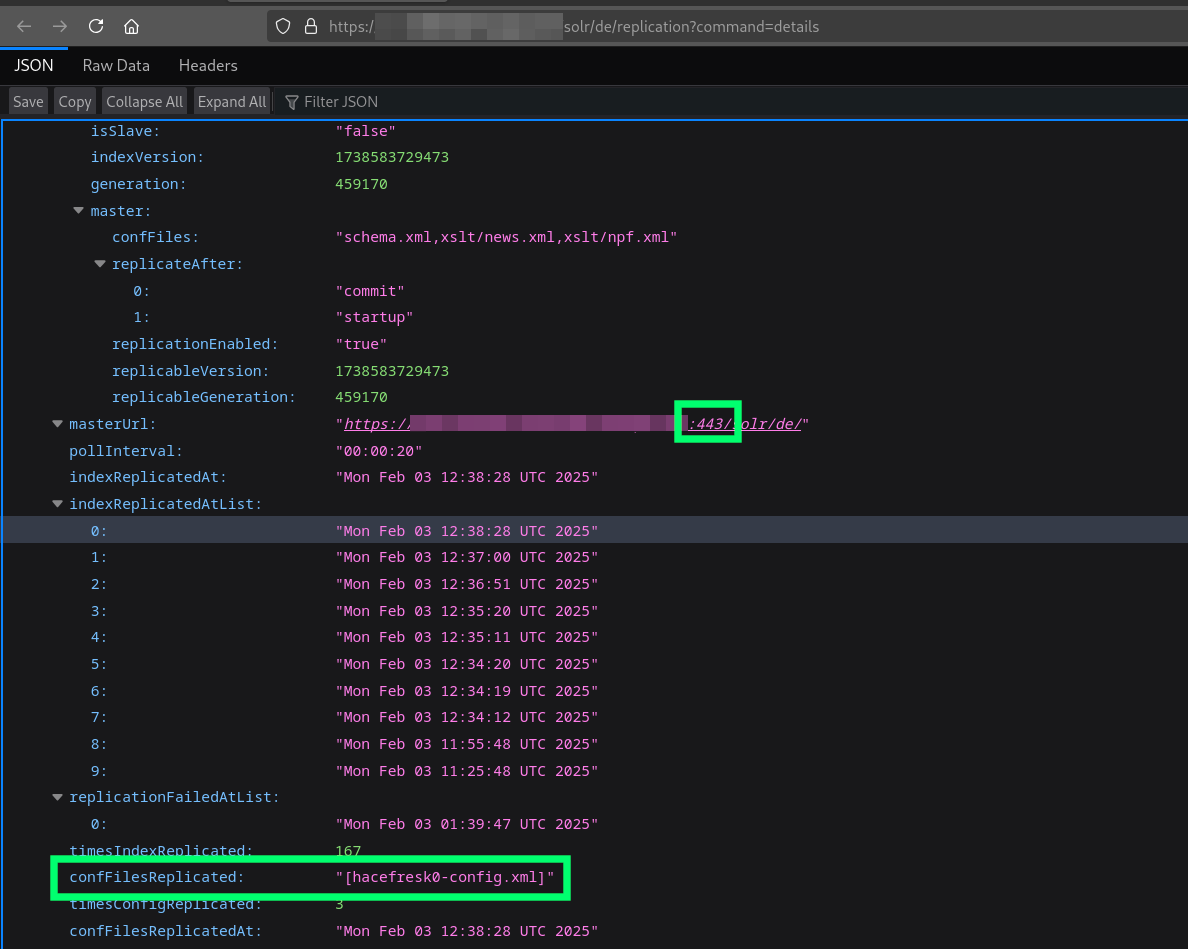 https:/ solr/de/replication?command=details
JSON Raw Data Headers
Save Copy Collapse All Expand All Filter JSON
isSlave: "false"
indexVersion: 1738583729473
generation: 459170
master:
confFiles: "schema.xml,xslt/news.xml,xslt/npf.xml"
replicateAfter:
0: "commit"
1: "startup"
replicationEnabled: "true"
replicableVersion: 1738583729473
replicableGeneration: 459170
masterUrl: "https:/ :443/solr/de/"
pollInterval: "00:00:20"
indexReplicatedAt: "Mon Feb 03 12:38:28 UTC 2025"
indexReplicatedAtList:
0: "Mon Feb 03 12:38:28 UTC 2025"
1: "Mon Feb 03 12:37:00 UTC 2025"
2: "Mon Feb 03 12:36:51 UTC 2025"
3: "Mon Feb 03 12:35:20 UTC 2025"
4: "Mon Feb 03 12:35:11 UTC 2025"
5: "Mon Feb 03 12:34:20 UTC 2025"
6: "Mon Feb 03 12:34:19 UTC 2025"
7: "Mon Feb 03 12:34:12 UTC 2025"
8: "Mon Feb 03 11:55:48 UTC 2025"
9: "Mon Feb 03 11:25:48 UTC 2025"
replicationFailedAtList:
0: "Mon Feb 03 01:39:47 UTC 2025"
timesIndexReplicated: 167
confFilesReplicated: "[hacefresk0-config.xml]"
timesConfigReplicated: 3
confFilesReplicatedAt: "Mon Feb 03 12:38:28 UTC 2025"